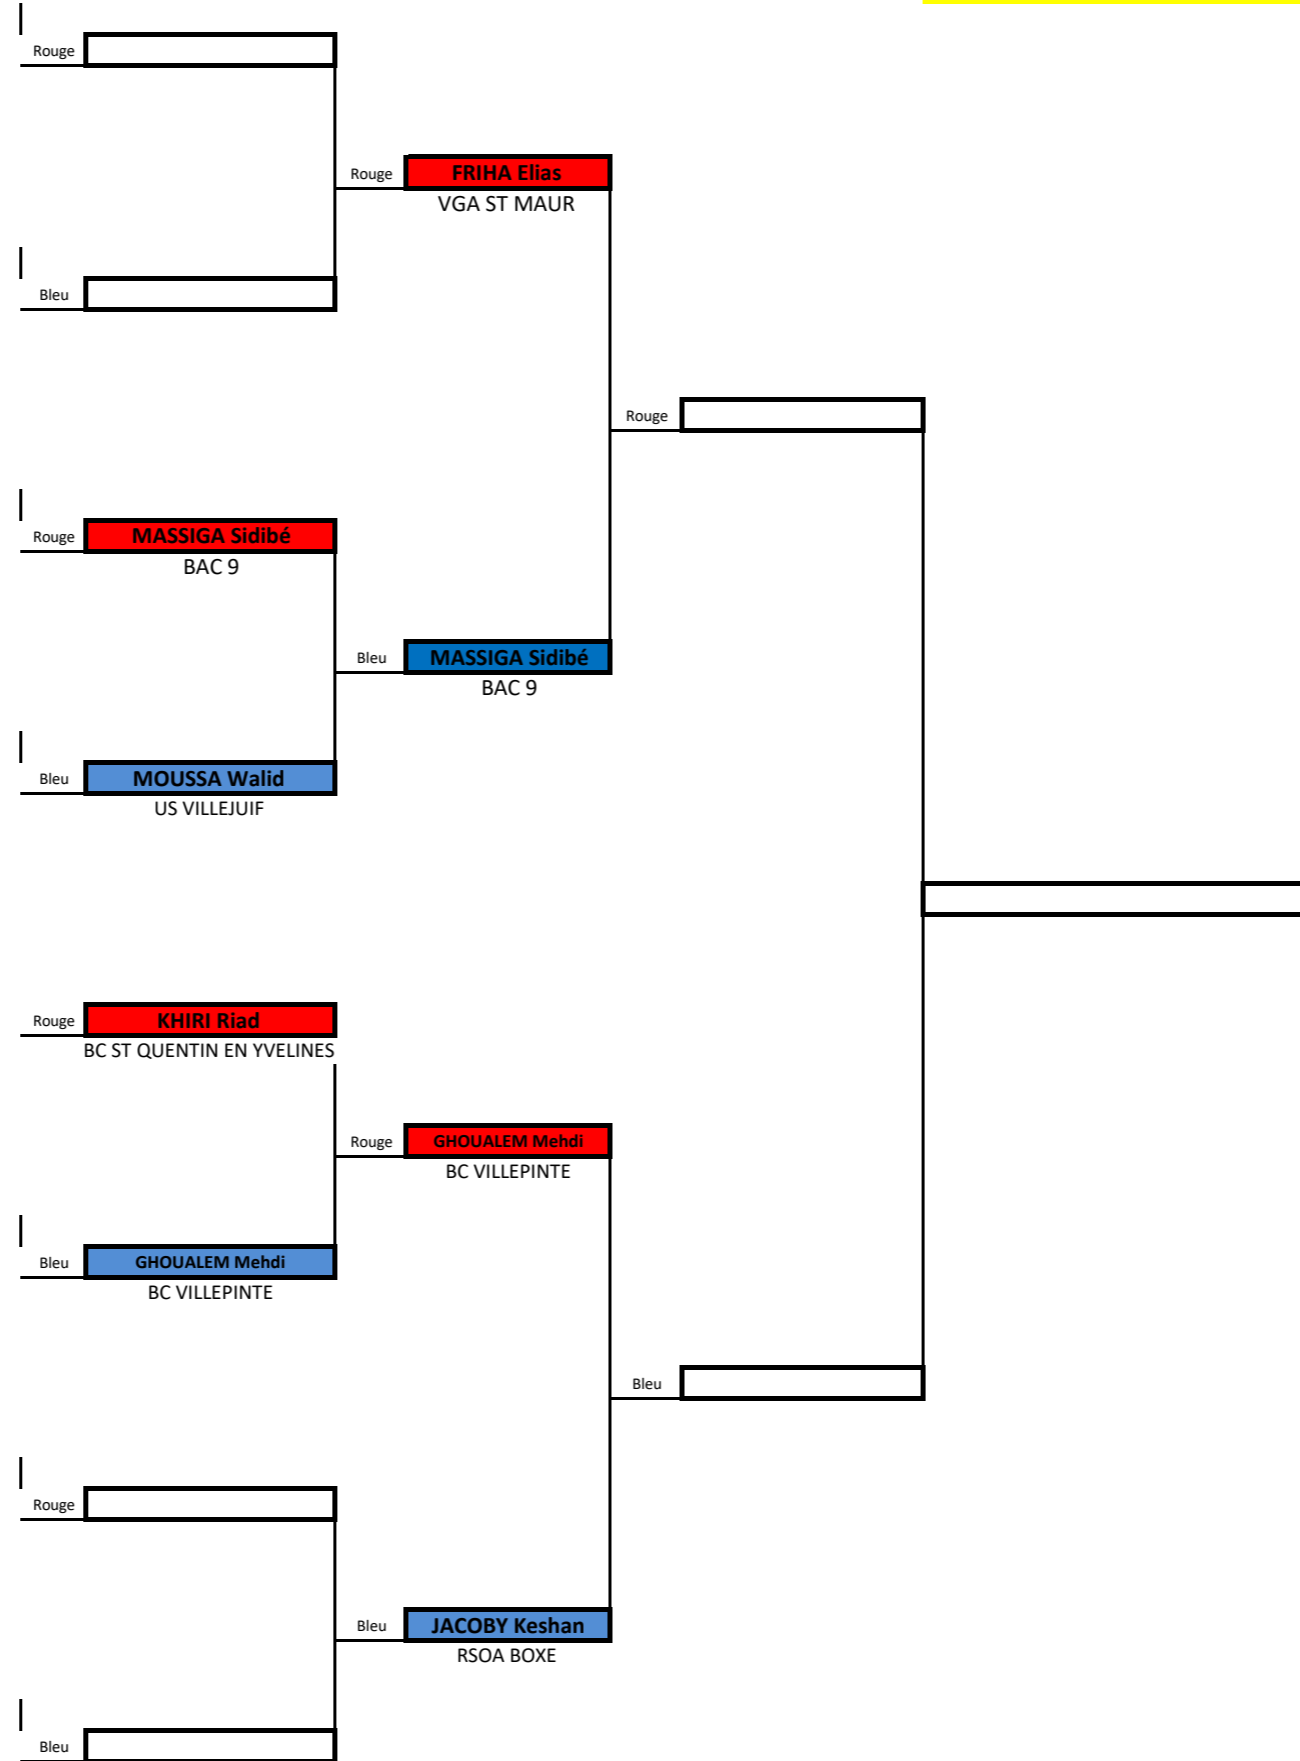 Rouge
Rouge
FRIHA Elias
VGA ST MAUR
Bleu
Rouge
Rouge
MASSIGA Sidibé
BAC 9
Bleu
MASSIGA Sidibé
BAC 9
Bleu
MOUSSA Walid
US VILLEJUIF
Rouge
KHIRI Riad
BC ST QUENTIN EN YVELINES
Rouge
GHOUALEM Mehdi
BC VILLEPINTE
Bleu
GHOUALEM Mehdi
BC VILLEPINTE
Bleu
Rouge
Bleu
JACOBY Keshan
RSOA BOXE
Bleu